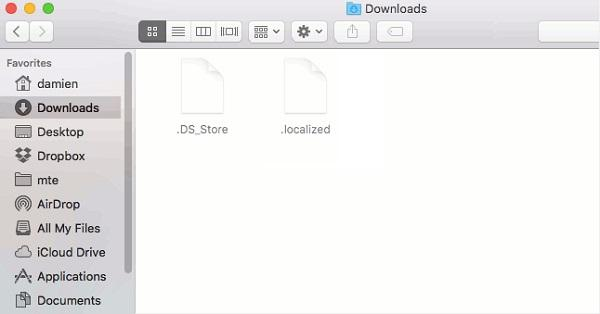 Downloads
Favorites
damien
Downloads
Desktop
Dropbox
mte
AirDrop
All My Files
iCloud Drive
Applications
Documents
.DS_Store
.localized